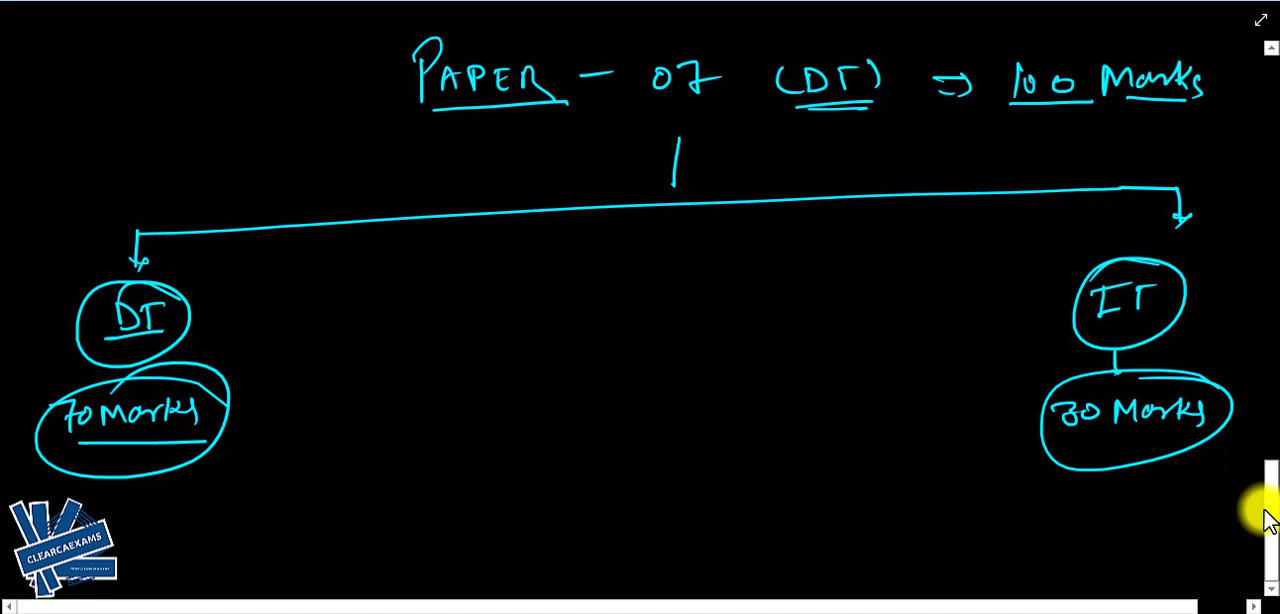 PAPER - 07 (DT) ⇒ 100 Marks
DT
IT
70 Marks
30 Marks
CLEARCAEXAMS